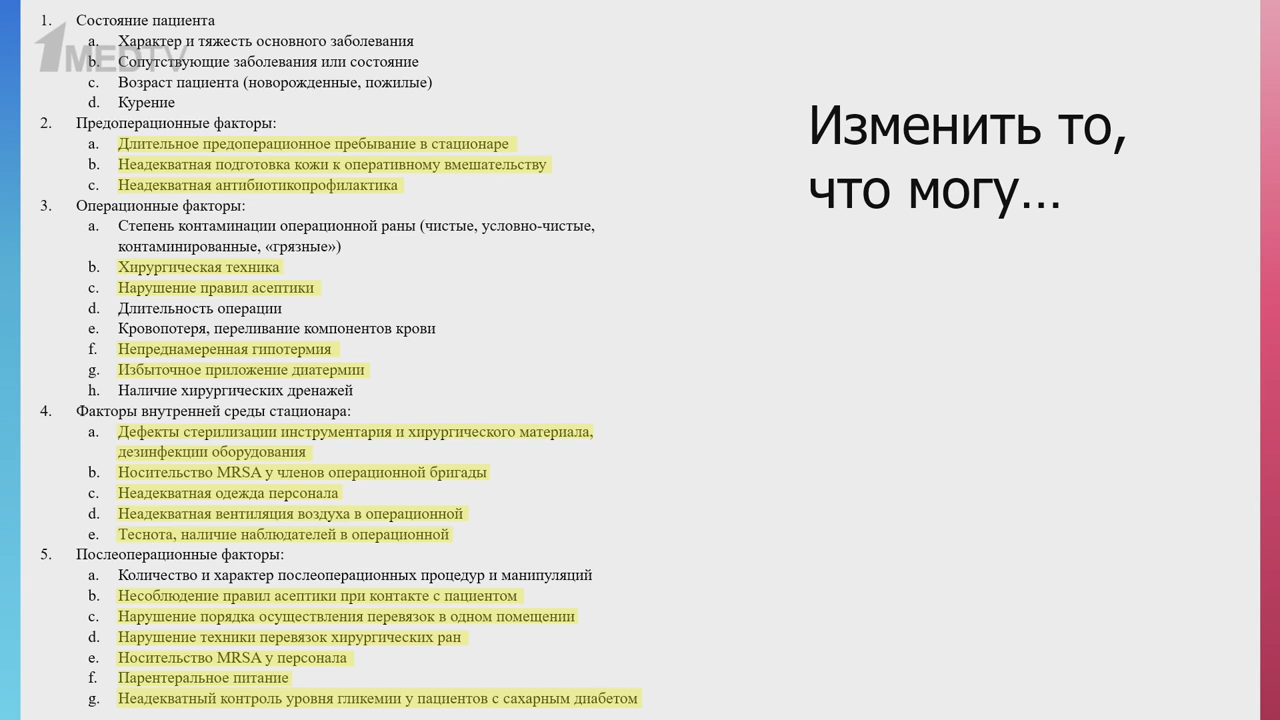 1. Состояние пациента
a. Характер и тяжесть основного заболевания
b. Сопутствующие заболевания или состояние
c. Возраст пациента (новорожденные, пожилые)
d. Курение
2. Предоперационные факторы:
a. Длительное предоперационное пребывание в стационаре
b. Неадекватная подготовка кожи к оперативному вмешательству
c. Неадекватная антибиотикопрофилактика
3. Операционные факторы:
a. Степень контаминации операционной раны (чистые, условно-чистые,
контаминированные, «грязные»)
b. Хирургическая техника
c. Нарушение правил асептики
d. Длительность операции
e. Кровопотеря, переливание компонентов крови
f. Непреднамеренная гипотермия
g. Избыточное приложение диатермии
h. Наличие хирургических дренажей
4. Факторы внутренней среды стационара:
a. Дефекты стерилизации инструментария и хирургического материала,
дезинфекции оборудования
b. Носительство MRSA у членов операционной бригады
c. Неадекватная одежда персонала
d. Неадекватная вентиляция воздуха в операционной
e. Теснота, наличие наблюдателей в операционной
5. Послеоперационные факторы:
a. Количество и характер послеоперационных процедур и манипуляций
b. Несоблюдение правил асептики при контакте с пациентом
c. Нарушение порядка осуществления перевязок в одном помещении
d. Нарушение техники перевязок хирургических ран
e. Носительство MRSA у персонала
f. Парентеральное питание
g. Неадекватный контроль уровня гликемии у пациентов с сахарным диабетом
Изменить то,
что могу...
1MEDTV